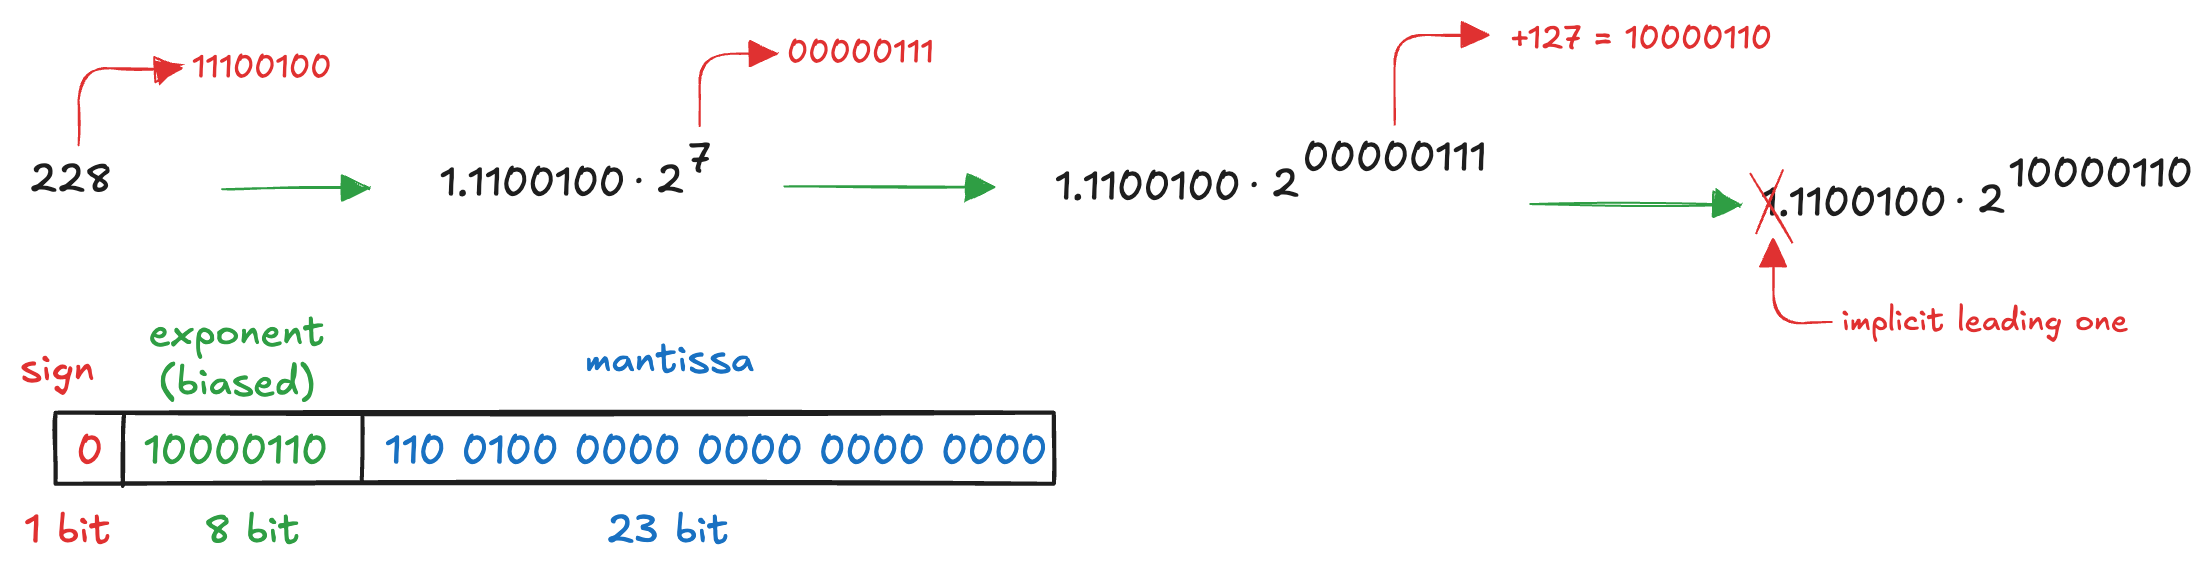 11100100
00000111
+127 = 10000110
228
1.1100100 · 2^7
1.1100100 · 2^00000111
1.1100100 · 2^10000110
implicit leading one
sign
exponent
(biased)
mantissa
0 10000110 110 0100 0000 0000 0000 0000
1 bit 8 bit 23 bit